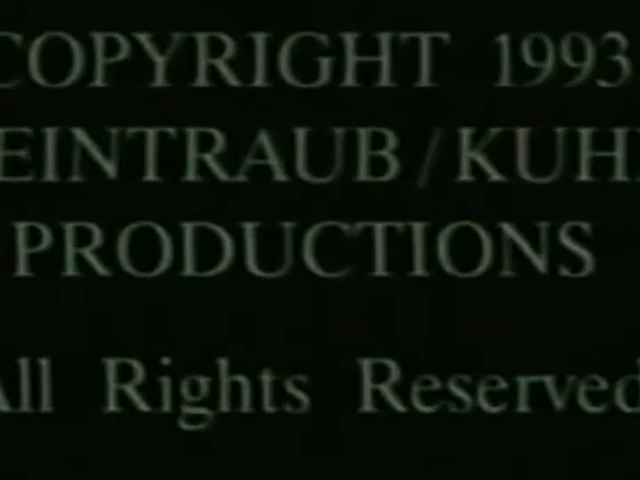 COPYRIGHT 1993
EINTRAUB/KUH
PRODUCTIONS
All Rights Reserved